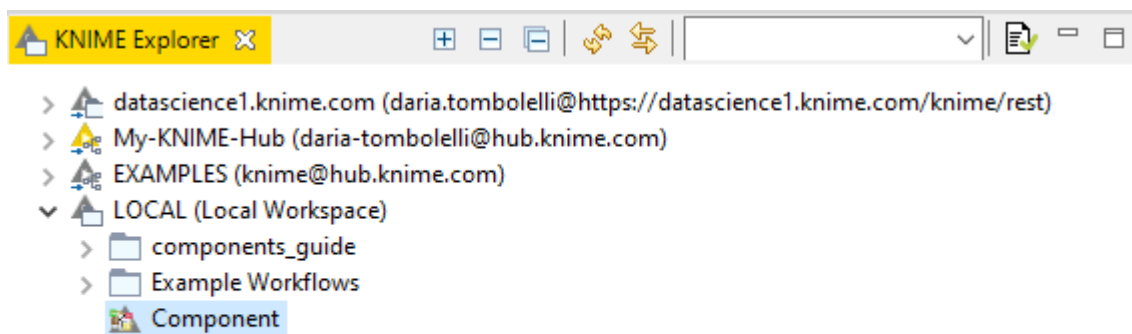 KNIME Explorer
datascience1.knime.com (daria.tombolelli@https://datascience1.knime.com/knime/rest)
My-KNIME-Hub (daria-tombolelli@hub.knime.com)
EXAMPLES (knime@hub.knime.com)
LOCAL (Local Workspace)
components_guide
Example Workflows
Component